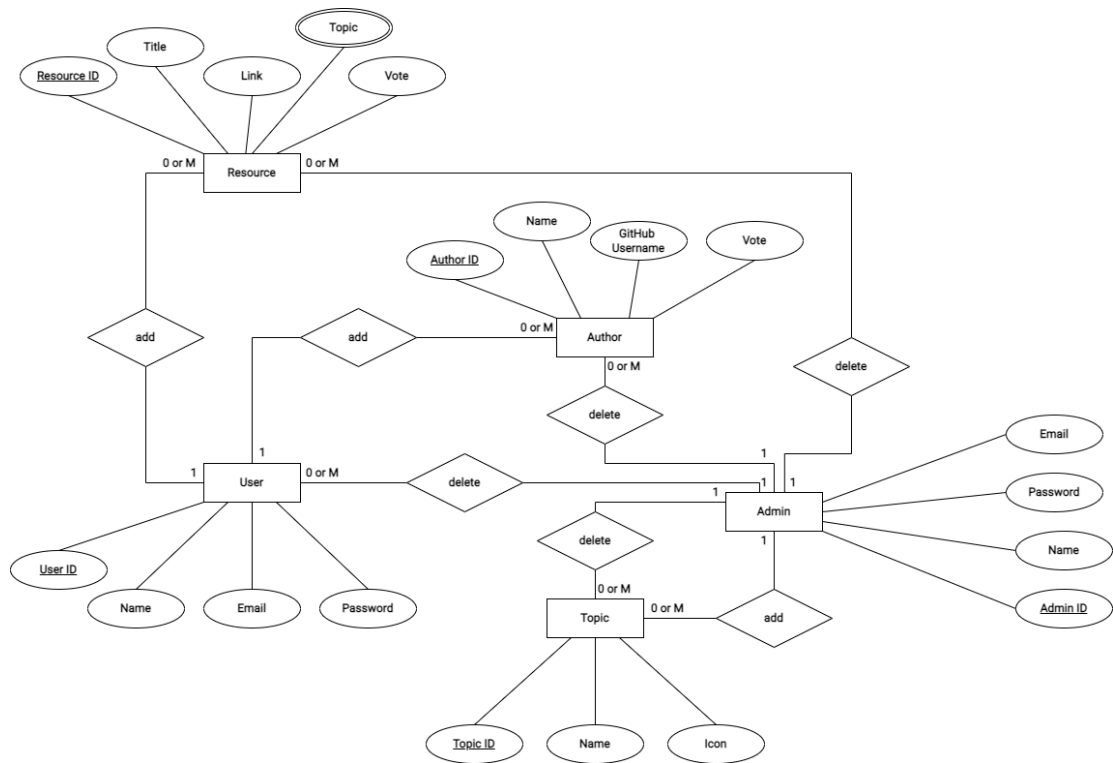 Topic
Title
Resource ID
Link
Vote
0 or M
0 or M
Resource
Name
GitHub
Username
Vote
Author ID
add
add
0 or M
Author
0 or M
delete
delete
1
1
0 or M
User
delete
1
1
1
1
Admin
Email
Password
Name
Admin ID
User ID
Name
Email
Password
delete
1
0 or M
0 or M
Topic
add
Topic ID
Name
Icon